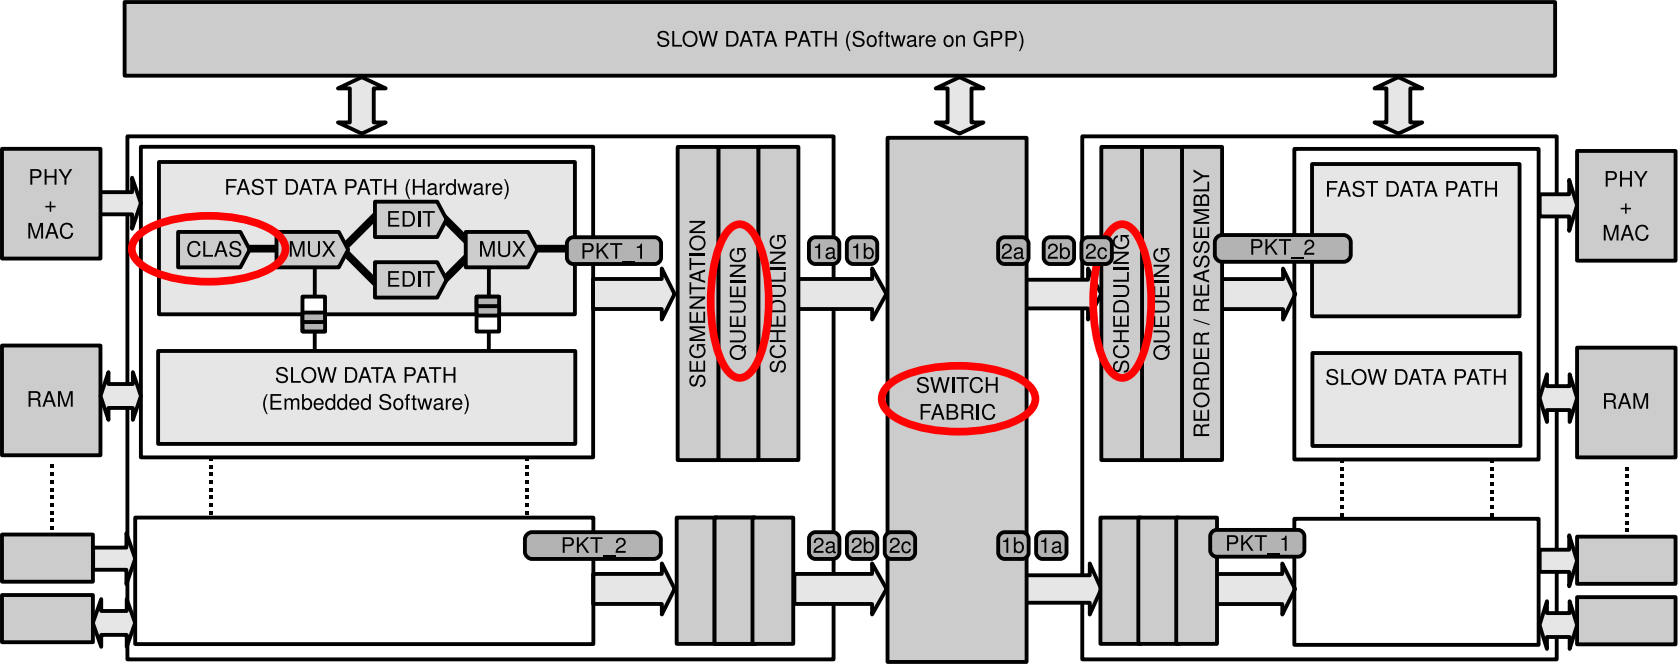 SLOW DATA PATH (Software on GPP)
PHY
+
MAC
FAST DATA PATH (Hardware)
CLAS
MUX
EDIT
EDIT
MUX
PKT_1
SEGMENTATION
QUEUEING
SCHEDULING
1a
1b
SWITCH
FABRIC
2a
2b
2c
SCHEDULING
QUEUEING
REORDER / REASSEMBLY
PKT_2
FAST DATA PATH
PHY
+
MAC
RAM
SLOW DATA PATH
(Embedded Software)
SLOW DATA PATH
RAM
PKT_2
2a
2b
2c
1b
1a
PKT_1